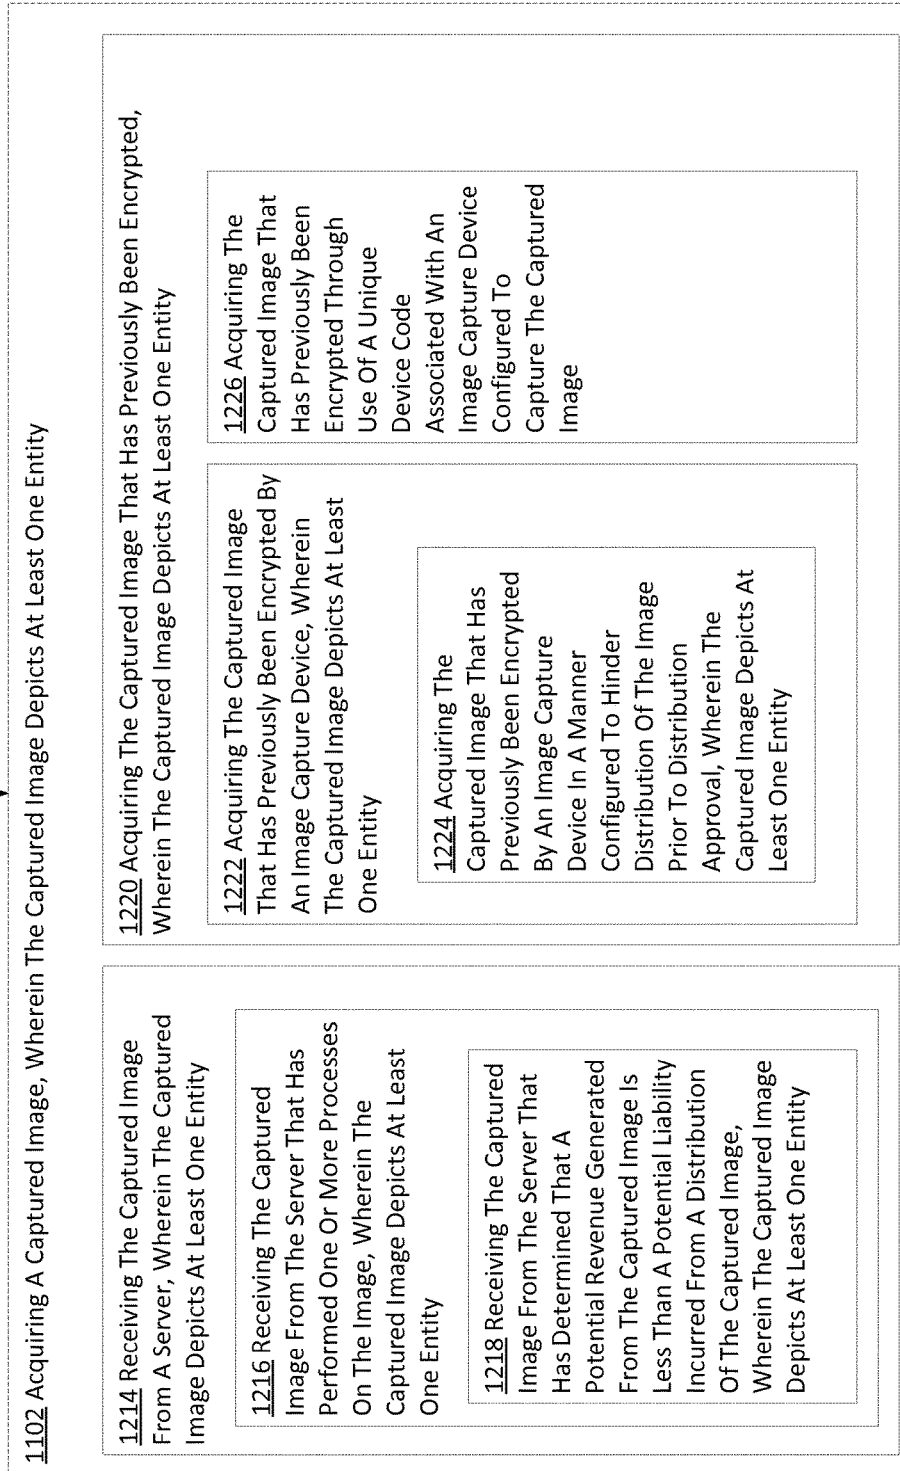 1102 Acquiring A Captured Image, Wherein The Captured Image Depicts At Least One Entity
1214 Receiving The Captured Image
From A Server, Wherein The Captured
Image Depicts At Least One Entity
1216 Receiving The Captured
Image From The Server That Has
Performed One Or More Processes
On The Image, Wherein The
Captured Image Depicts At Least
One Entity
1218 Receiving The Captured
Image From The Server That
Has Determined That A
Potential Revenue Generated
From The Captured Image Is
Less Than A Potential Liability
Incurred From A Distribution
Of The Captured Image,
Wherein The Captured Image
Depicts At Least One Entity
1220 Acquiring The Captured Image That Has Previously Been Encrypted,
Wherein The Captured Image Depicts At Least One Entity
1222 Acquiring The Captured Image
That Has Previously Been Encrypted By
An Image Capture Device, Wherein
The Captured Image Depicts At Least
One Entity
1224 Acquiring The
Captured Image That Has
Previously Been Encrypted
By An Image Capture
Device In A Manner
Configured To Hinder
Distribution Of The Image
Prior To Distribution
Approval, Wherein The
Captured Image Depicts At
Least One Entity
1226 Acquiring The
Captured Image That
Has Previously Been
Encrypted Through
Use Of A Unique
Device Code
Associated With An
Image Capture Device
Configured To
Capture The Captured
Image